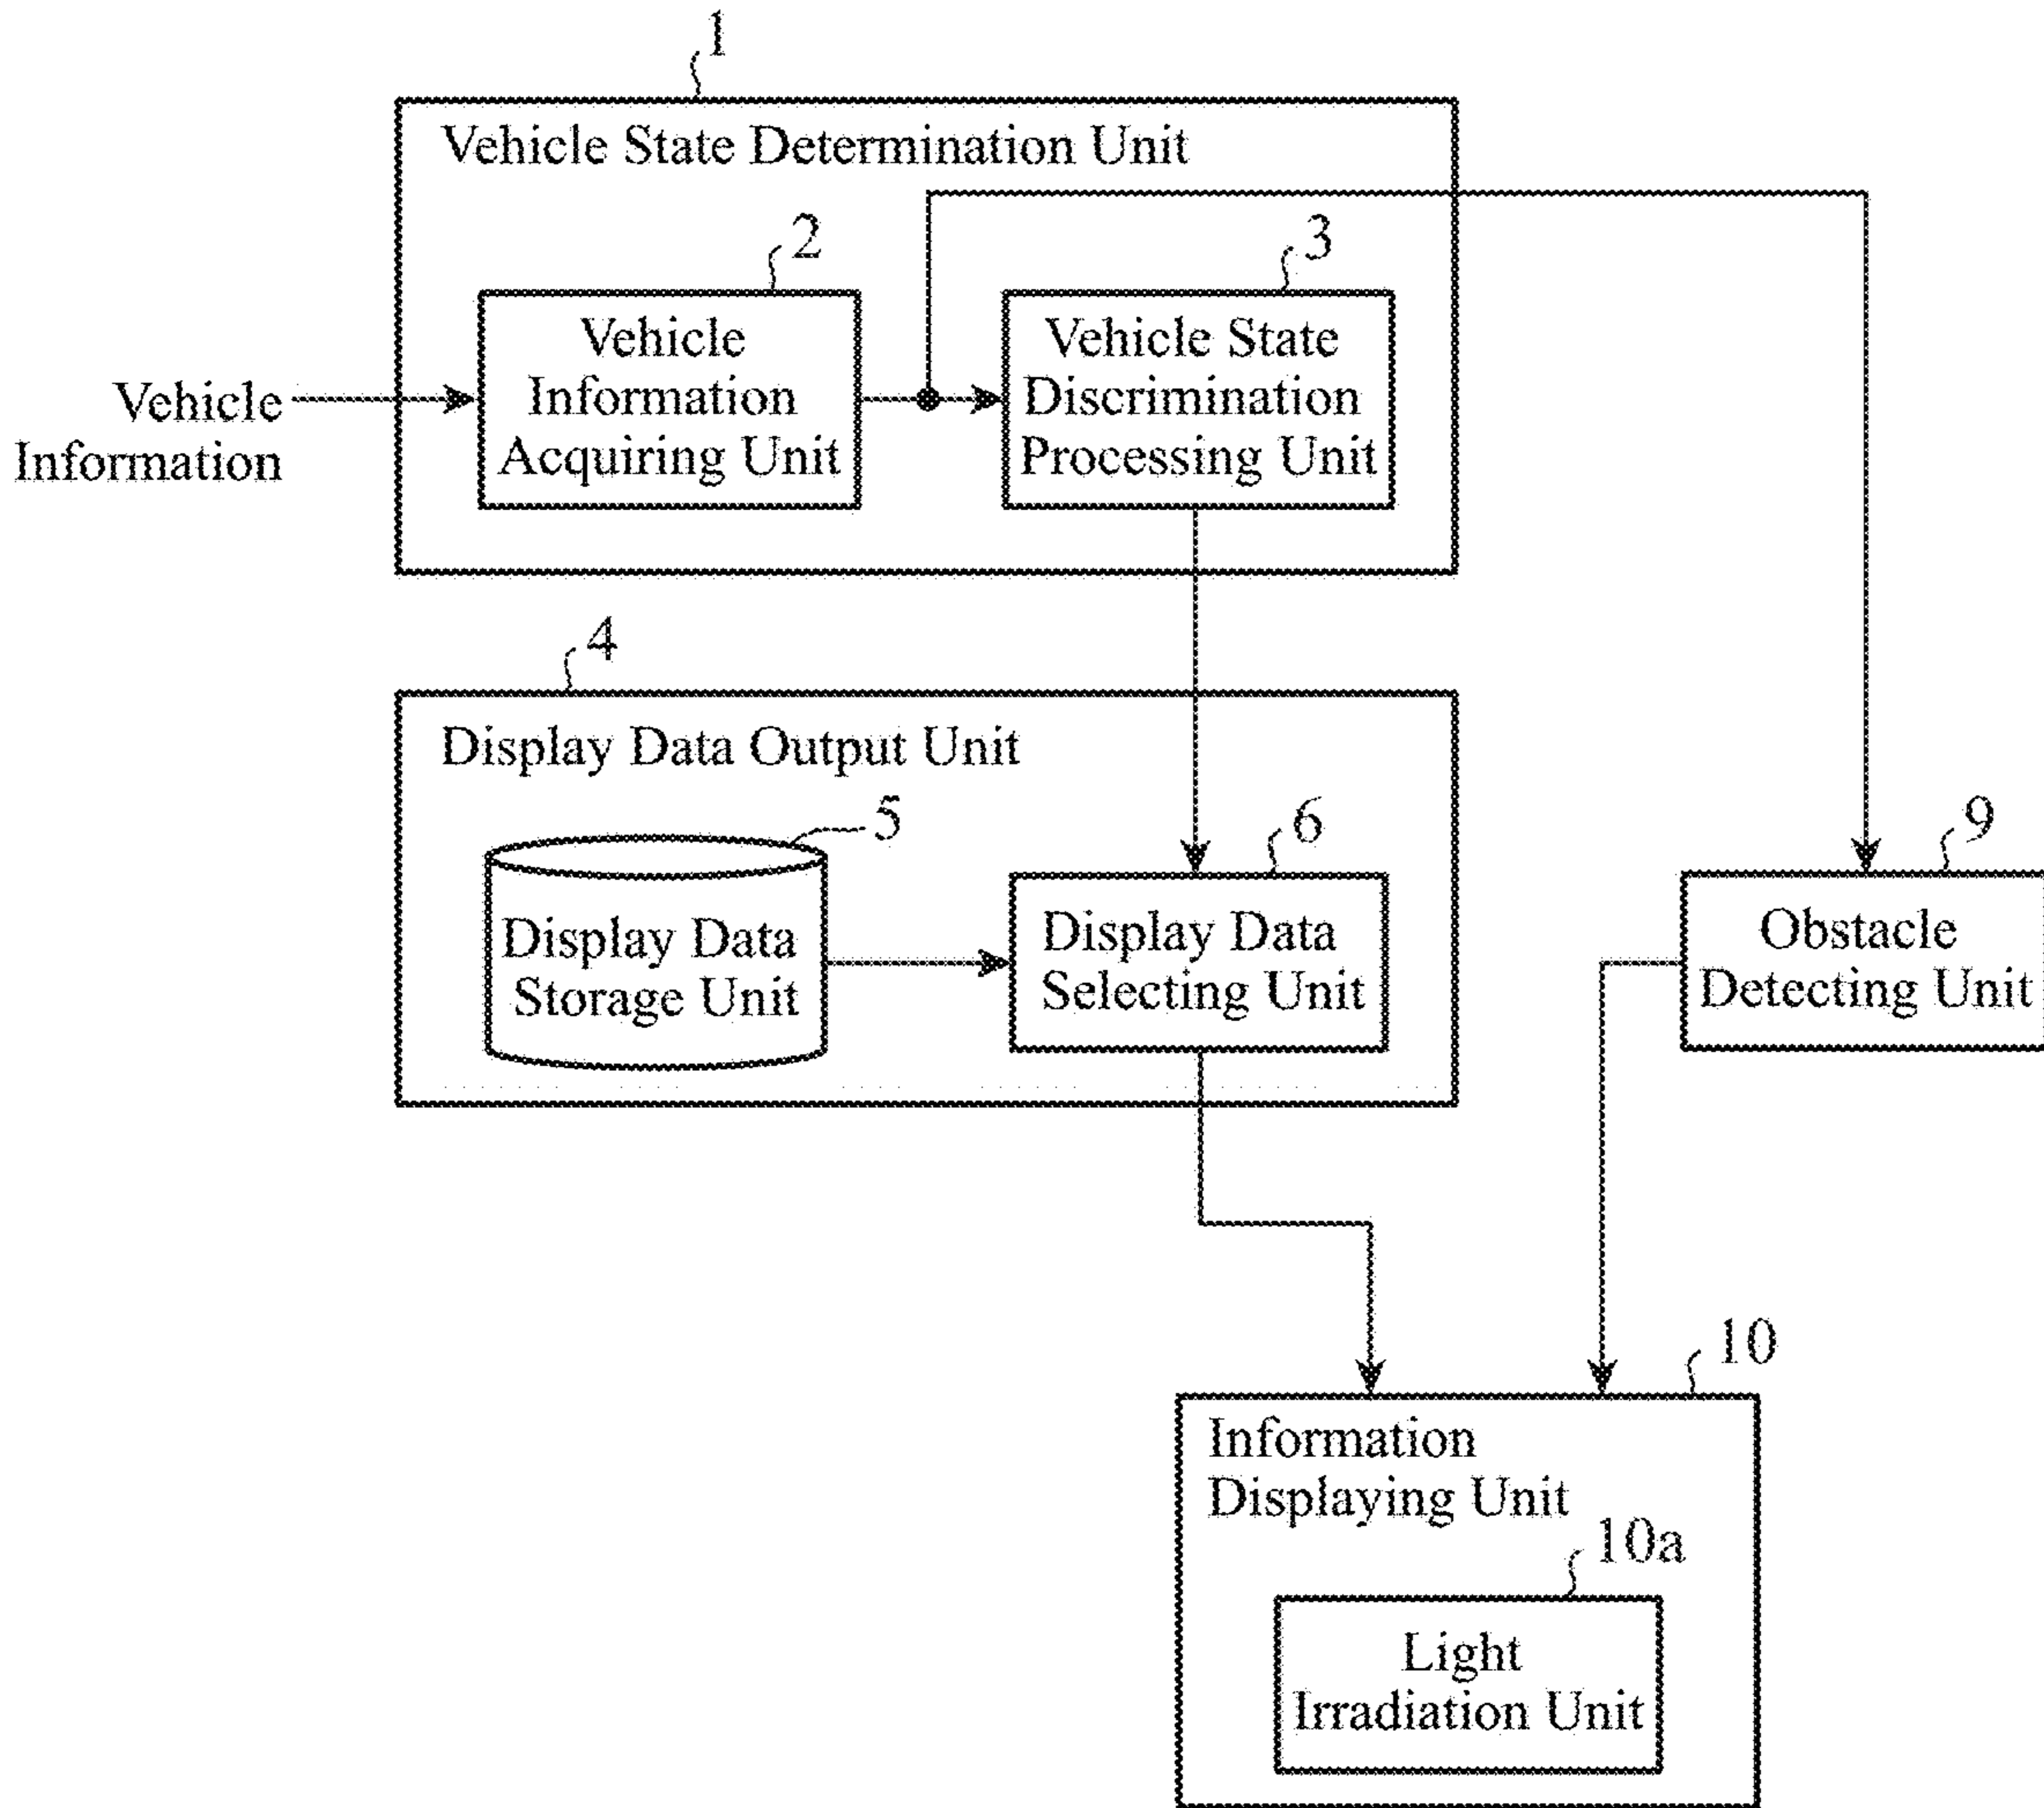 1
Vehicle State Determination Unit
2
3
Vehicle
Information
Vehicle
Information
Acquiring Unit
Vehicle State
Discrimination
Processing Unit
4
Display Data Output Unit
5
6
9
Display Data
Storage Unit
Display Data
Selecting Unit
Obstacle
Detecting Unit
10
Information
Displaying Unit
10a
Light
Irradiation Unit